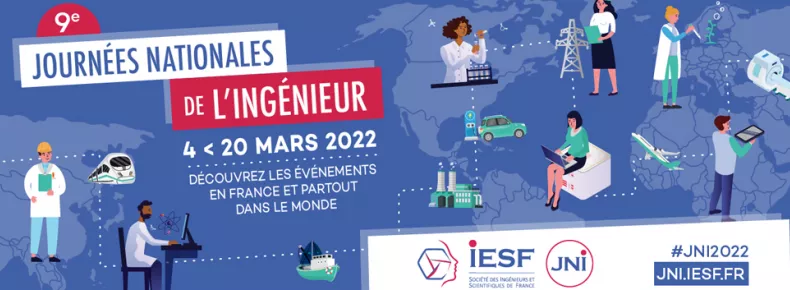 9e
JOURNÉES NATIONALES
DE L'INGÉNIEUR
4 < 20 MARS 2022
DÉCOUVREZ LES ÉVÉNEMENTS
EN FRANCE ET PARTOUT
DANS LE MONDE
iESF
SOCIÉTÉ DES INGÉNIEURS ET
SCIENTIFIQUES DE FRANCE
JNI
#JNI2022
JNI.IESF.FR